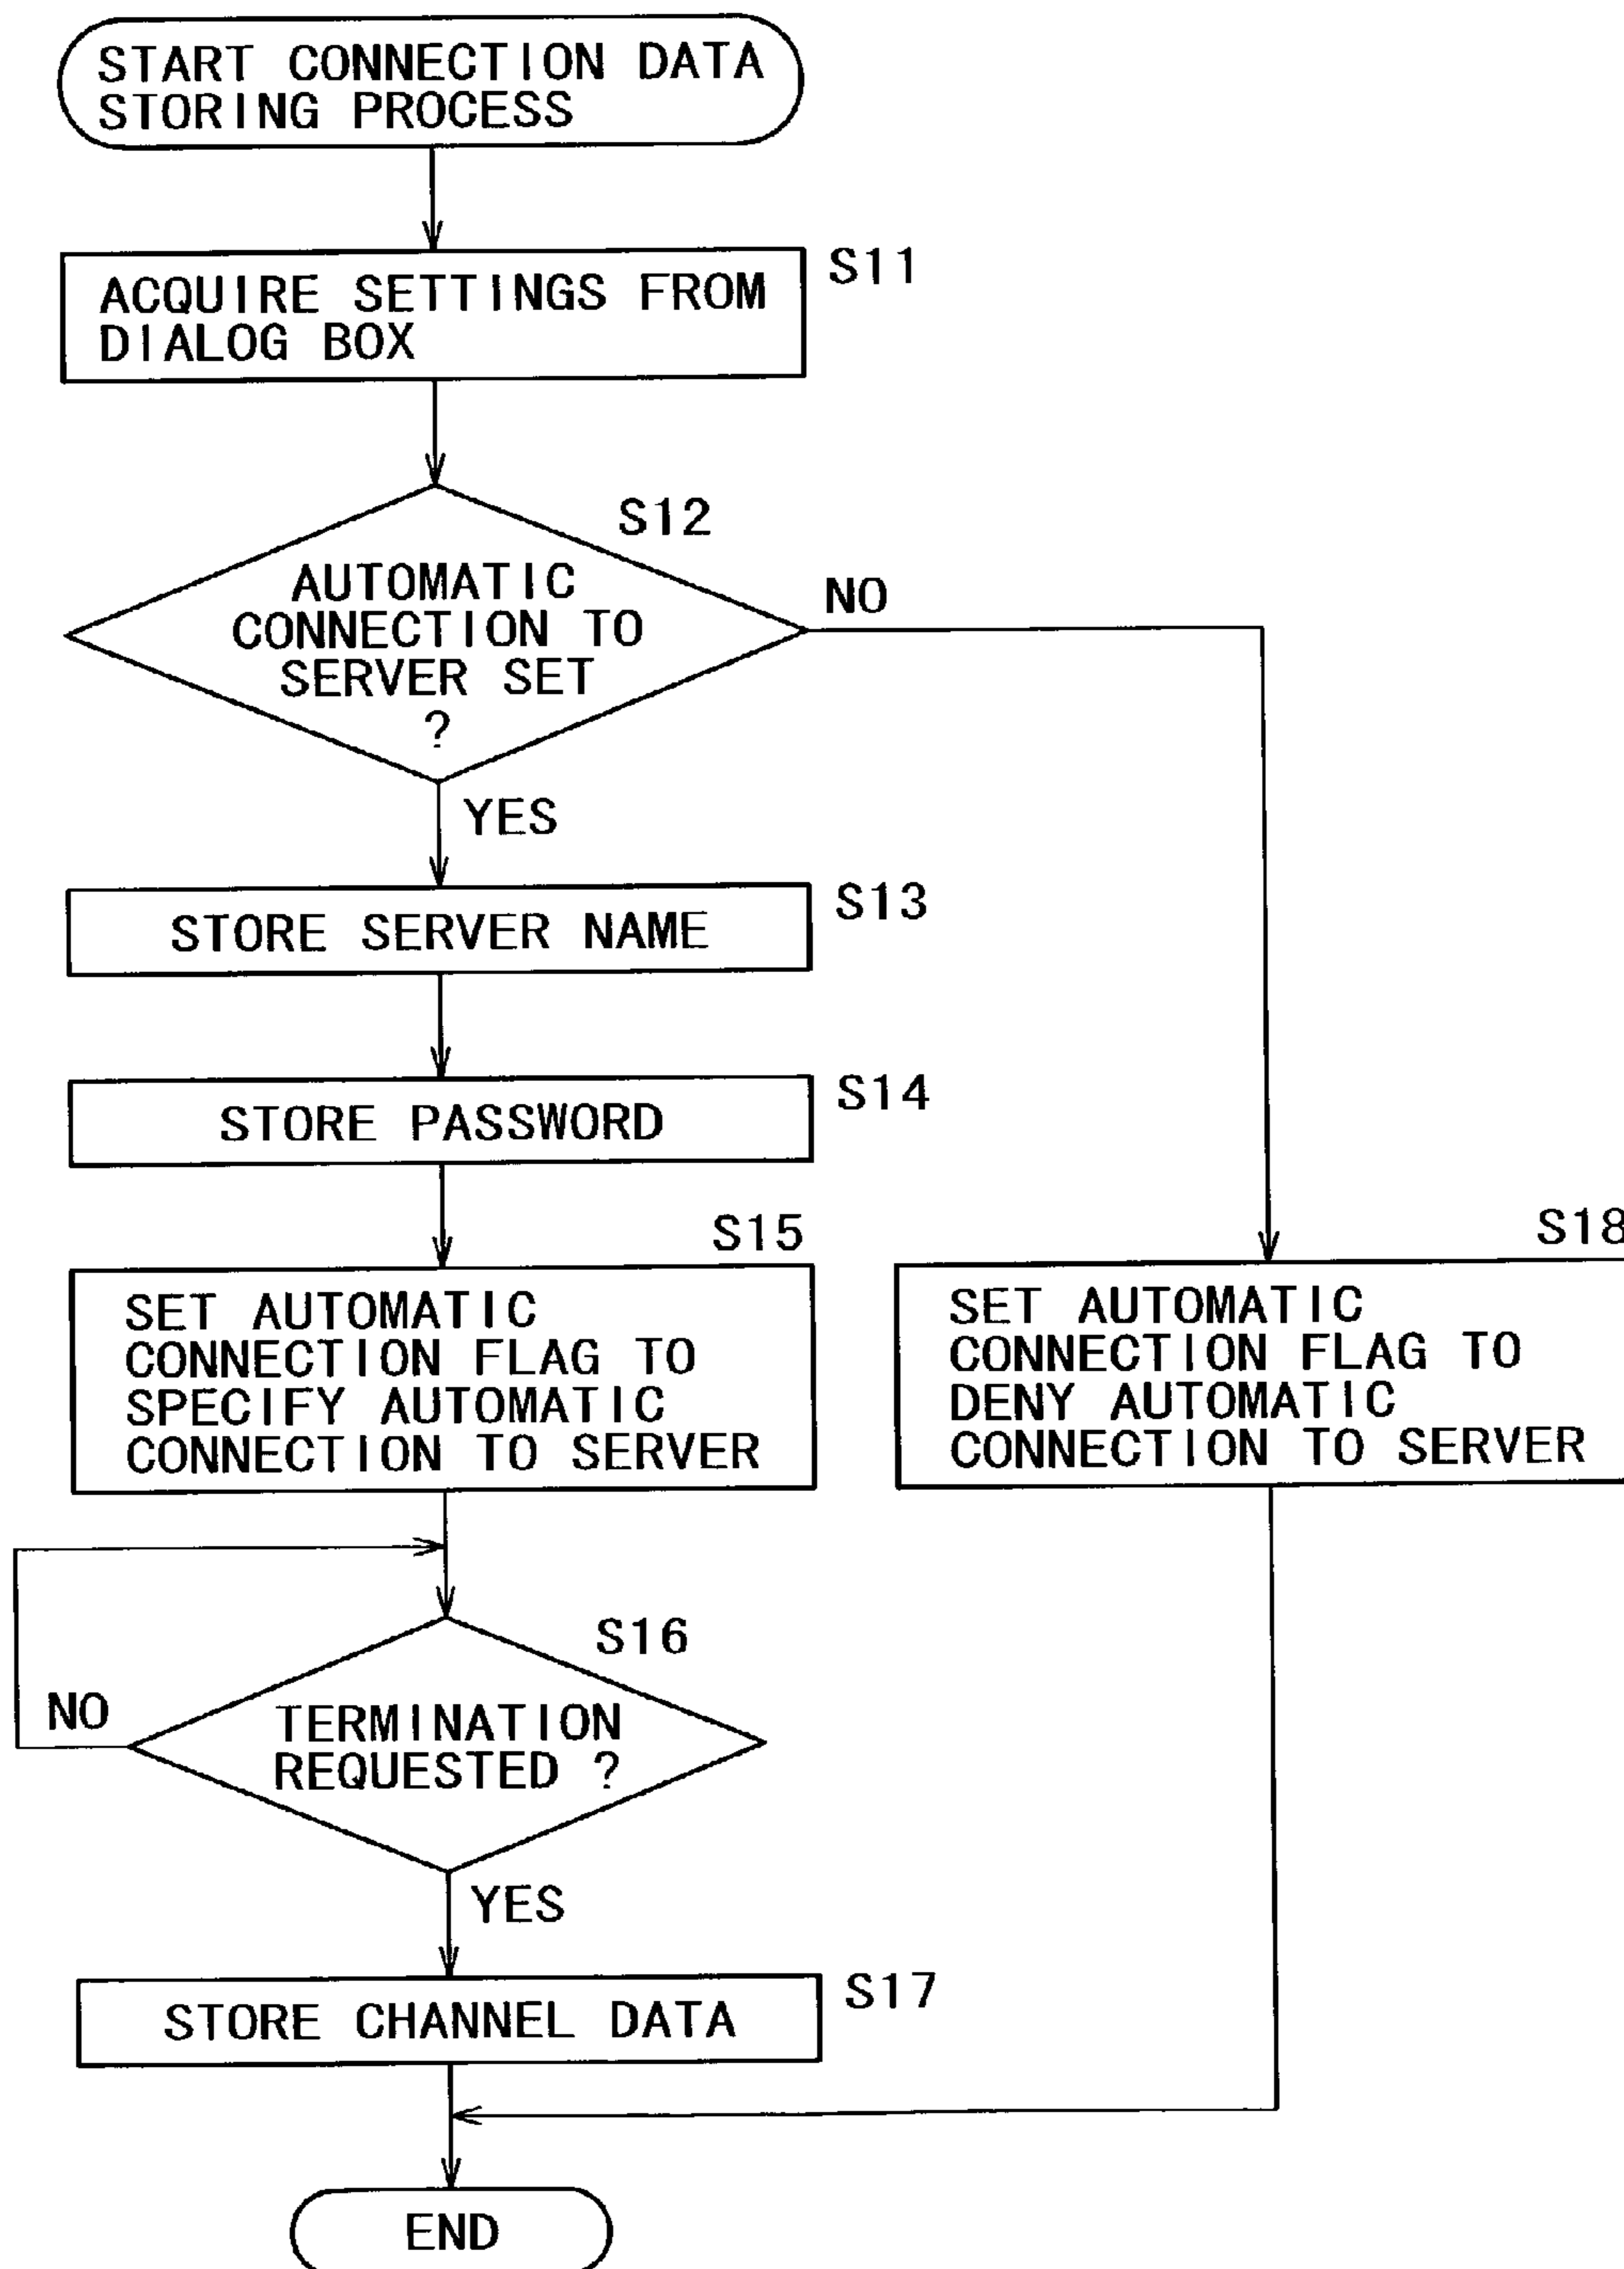 START CONNECTION DATA
STORING PROCESS
S11
ACQUIRE SETTINGS FROM
DIALOG BOX
S12
AUTOMATIC
CONNECTION TO
SERVER SET
?
NO
YES
S13
STORE SERVER NAME
S14
STORE PASSWORD
S15
SET AUTOMATIC
CONNECTION FLAG TO
SPECIFY AUTOMATIC
CONNECTION TO SERVER
S18
SET AUTOMATIC
CONNECTION FLAG TO
DENY AUTOMATIC
CONNECTION TO SERVER
S16
NO
TERMINATION
REQUESTED ?
YES
S17
STORE CHANNEL DATA
END